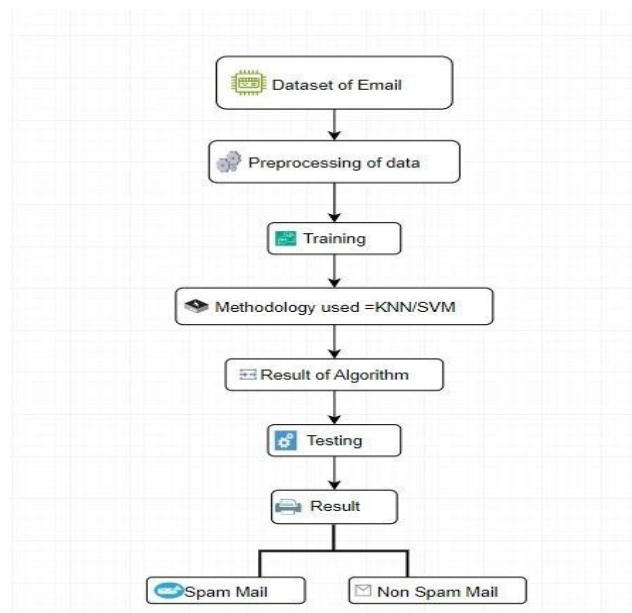 Dataset of Email
Preprocessing of data
Training
Methodology used =KNN/SVM
Result of Algorithm
Testing
Result
Spam Mail
Non Spam Mail